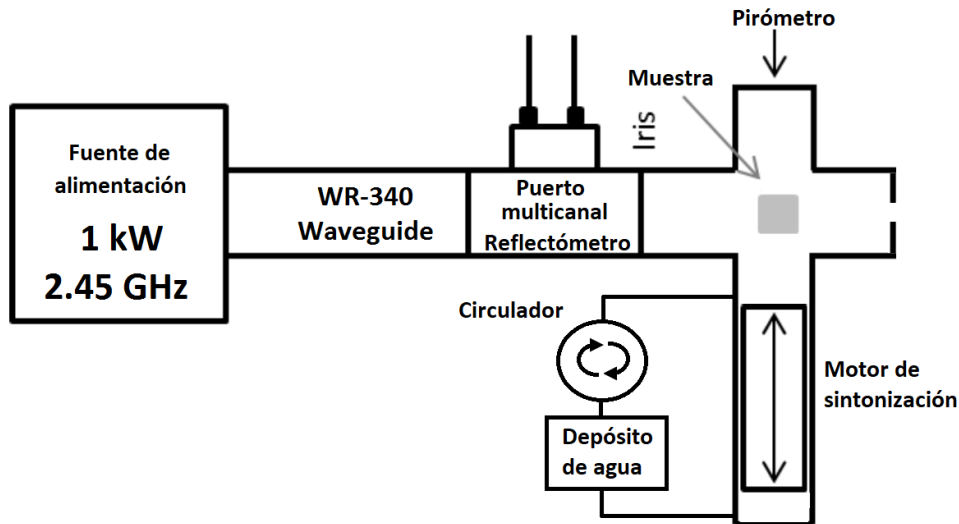 Pirómetro
Muestra
Iris
Fuente de
alimentación
1 kW
2.45 GHz
WR-340
Waveguide
Puerto
multicanal
Reflectómetro
Circulador
Depósito
de agua
Motor de
sintonización